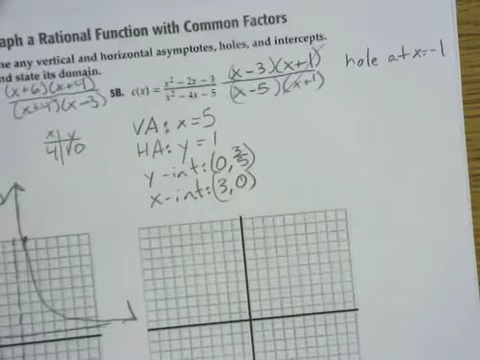 aph a Rational Function with Common Factors
ne any vertical and horizontal asymptotes, holes, and intercepts.
nd state its domain.
(x+6)(x+4)/(x+4)(x-3) 5B. c(x) = x² - 2x - 3/x² - 4x - 5 (x-3)(x+1)/(x-5)(x+1) hole at x=-1
x y
4 10
VA: x=5
HA: y = 1
y-int: (0, 3/5)
x-int: (3,0)